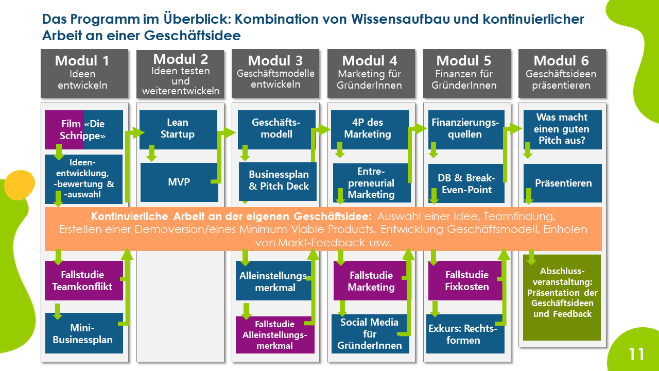 Das Programm im Überblick: Kombination von Wissensaufbau und kontinuierlicher
Arbeit an einer Geschäftsidee
Modul 1
Ideen
entwickeln
Modul 2
Ideen testen
und
weiterentwickeln
Modul 3
Geschäftsmodelle
entwickeln
Modul 4
Marketing für
GründerInnen
Modul 5
Finanzen für
GründerInnen
Modul 6
Geschäftsideen
präsentieren
Film «Die
Schrippe»
Lean
Startup
Geschäfts-
modell
4P des
Marketing
Finanzierungs-
quellen
Was macht
einen guten
Pitch aus?
Ideen-
entwicklung,
-bewertung &
-auswahl
MVP
Businessplan
& Pitch Deck
Entre-
preneurial
Marketing
DB & Break-
Even-Point
Präsentieren
Kontinuierliche Arbeit an der eigenen Geschäftsidee: Auswahl einer Idee, Teamfindung,
Erstellen einer Demoversion/eines Minimum Viable Products, Entwicklung Geschäftsmodell, Einholen
von Markt-Feedback usw.
Fallstudie
Teamkonflikt
Alleinstellungs-
merkmal
Fallstudie
Marketing
Fallstudie
Fixkosten
Abschluss-
veranstaltung:
Präsentation der
Geschäftsideen
und Feedback
Mini-
Businessplan
Fallstudie
Alleinstellungs-
merkmal
Social Media
für
GründerInnen
Exkurs: Rechts-
formen
11